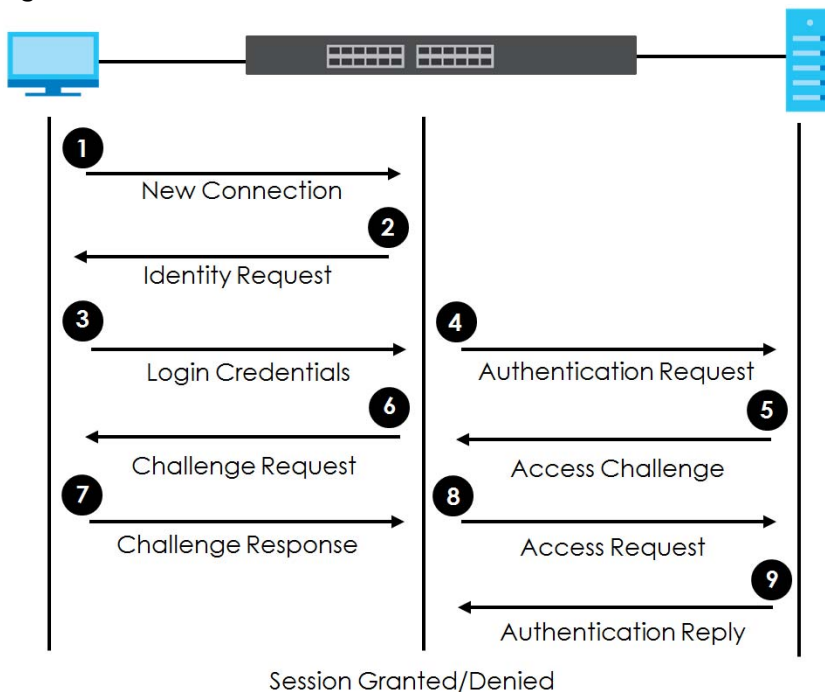 1
New Connection
2
Identity Request
3
Login Credentials
4
Authentication Request
6
Challenge Request
5
Access Challenge
7
Challenge Response
8
Access Request
9
Authentication Reply
Session Granted/Denied